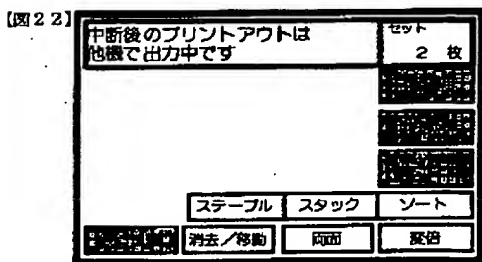 【図22】
中断後のプリントアウトは
他機で出力中です
セット
2 枚
ステープル スタック ソート
消去/移動 両面 変倍